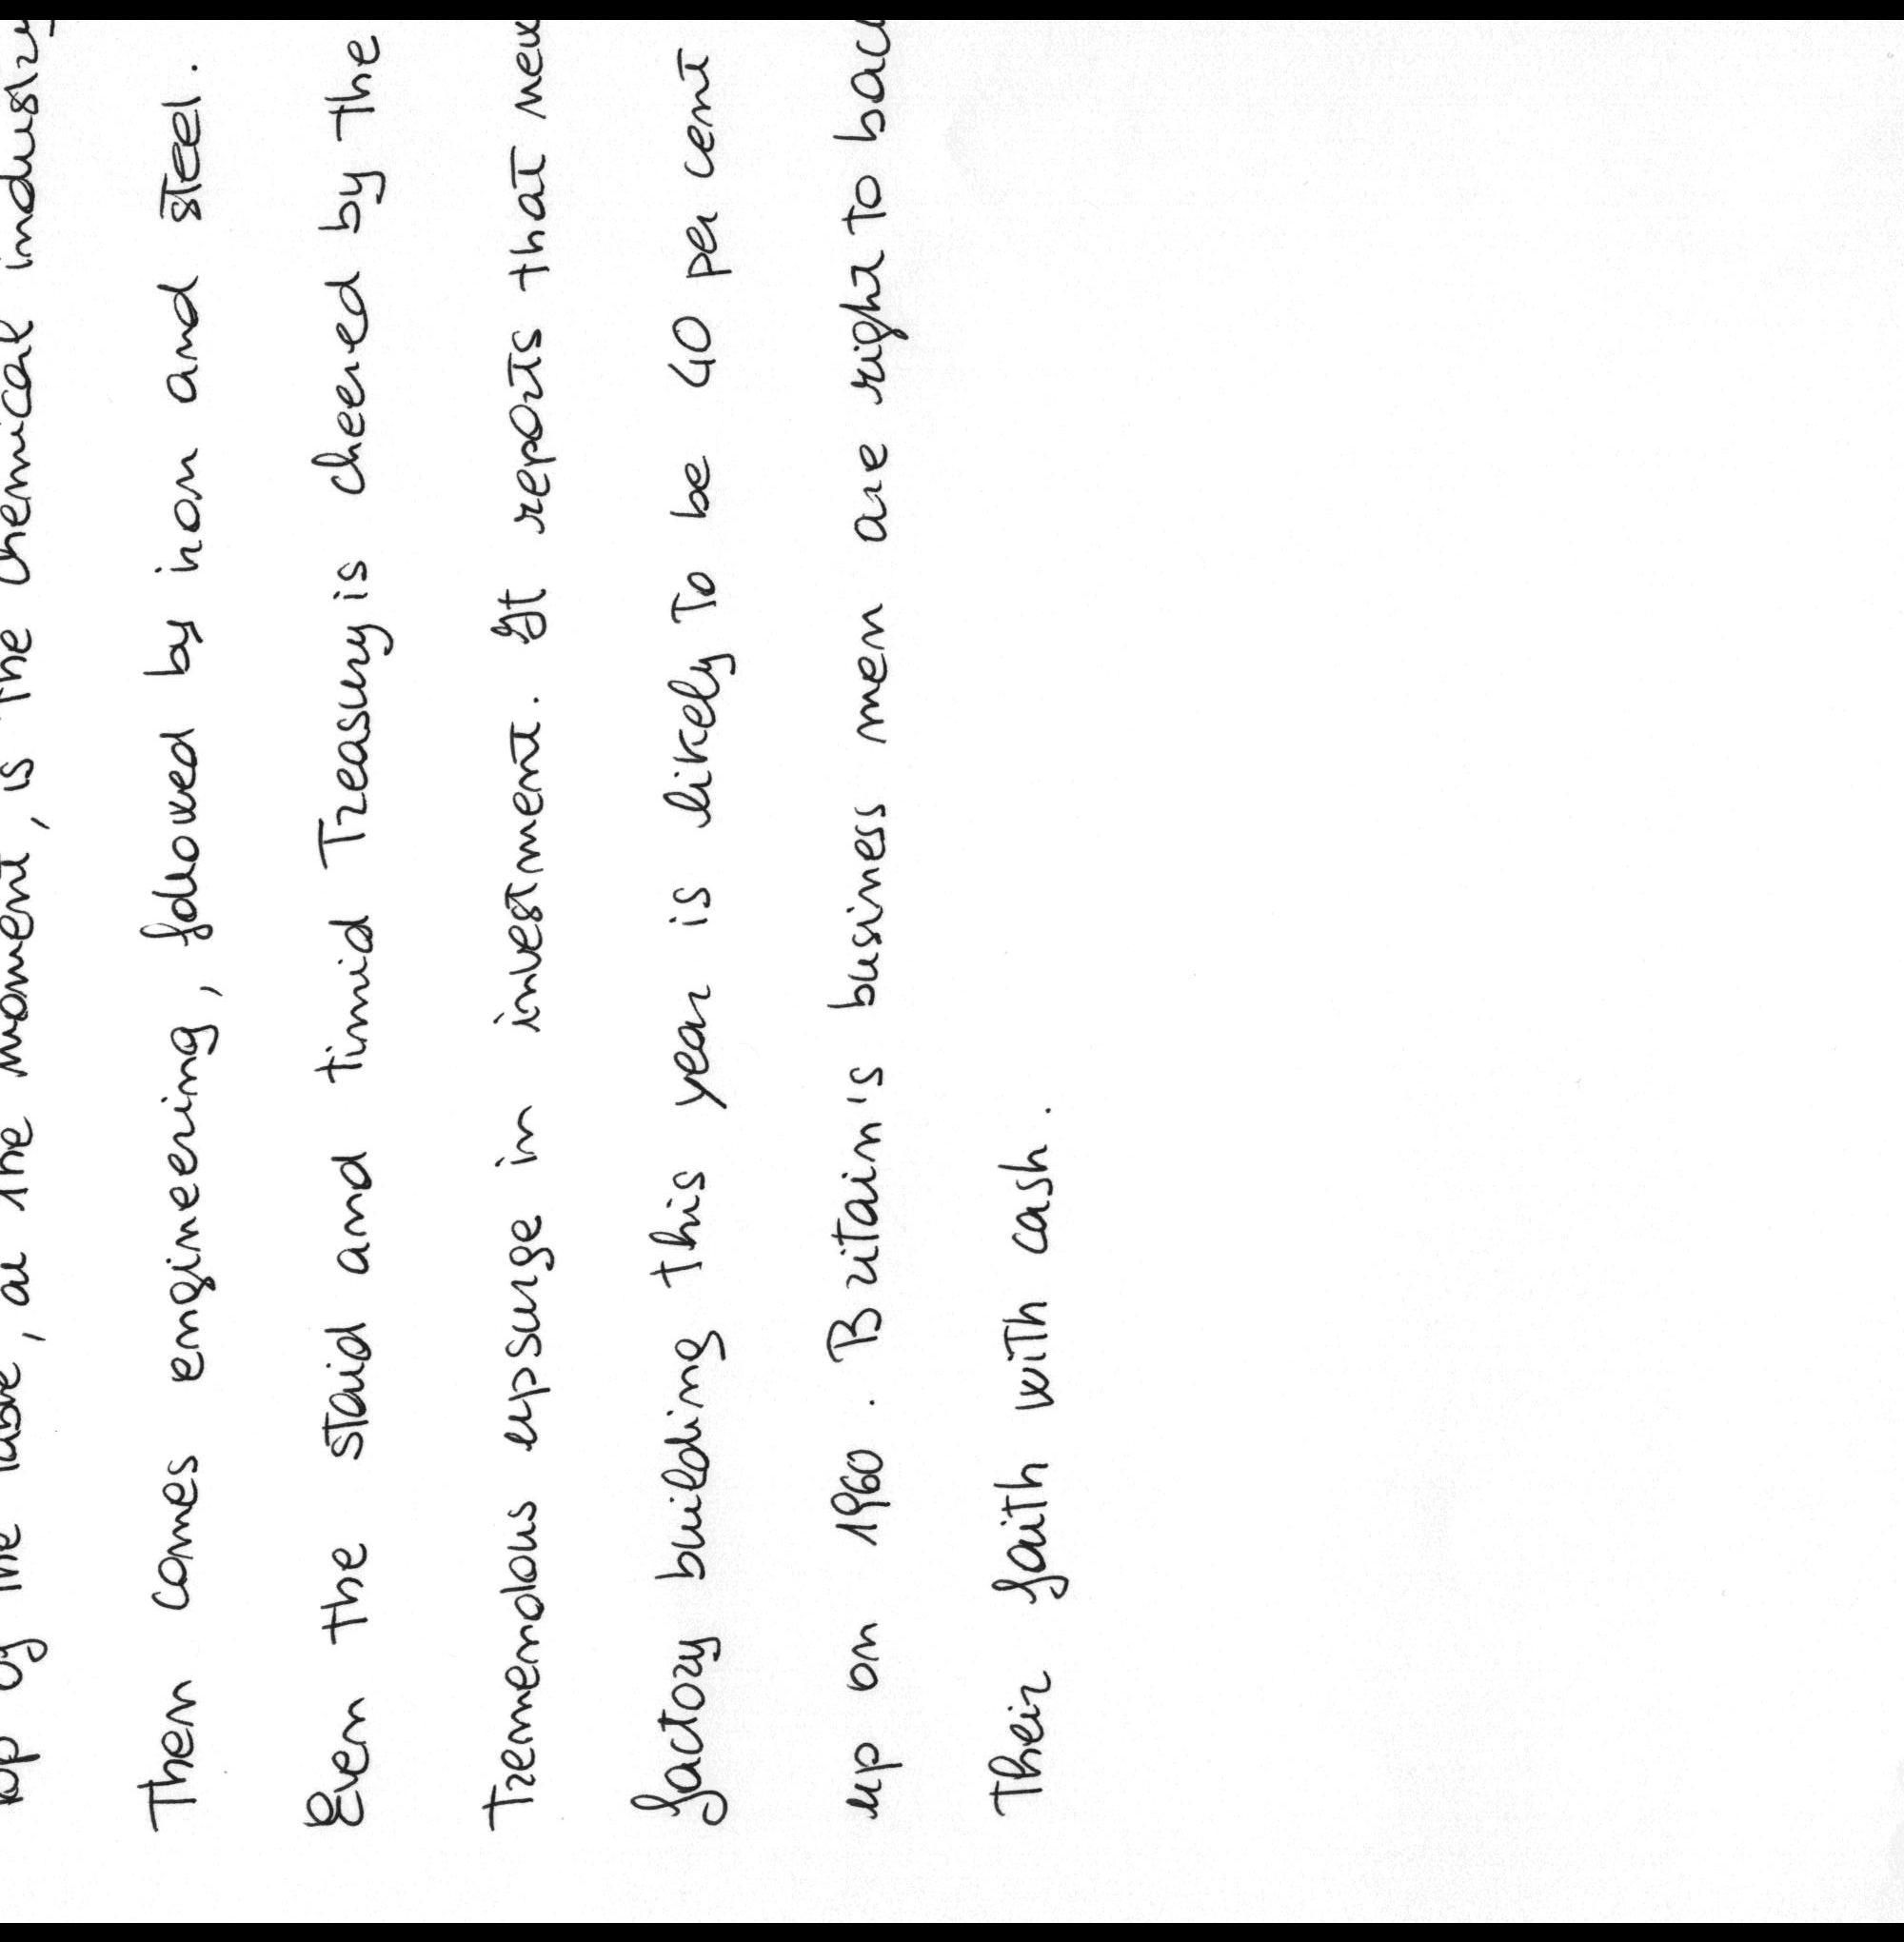 top of the table, at the moment, is the chemical industry
Then comes engineering, followed by iron and steel.
Even the staid and timid Treasury is cheered by the
Tremendous upsurge in investment. It reports that new
factory building this year is likely To be 40 per cent
up on 1960. Britain's business men are right to back
Their faith with cash.